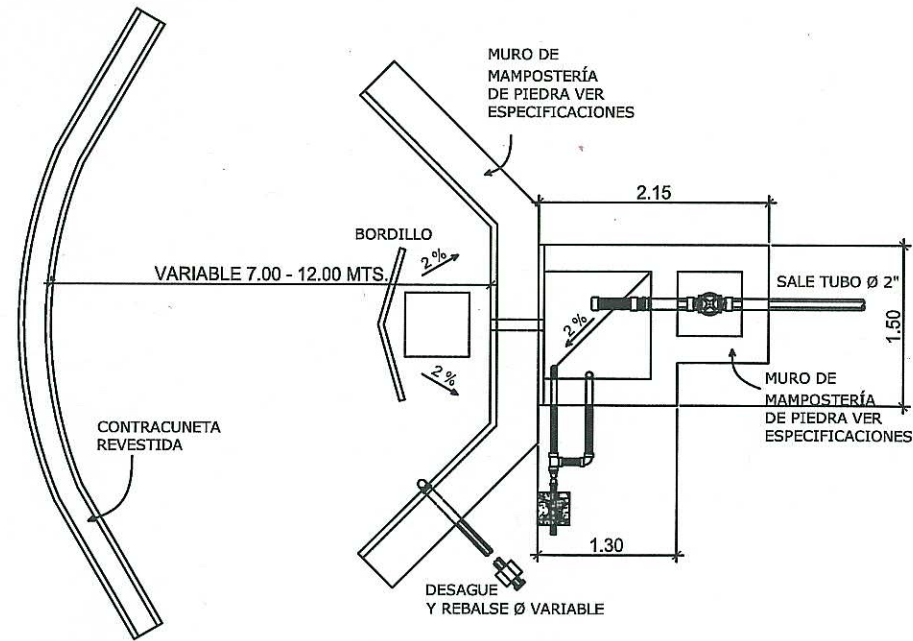 MURO DE
MAMPOSTERÍA
DE PIEDRA VER
ESPECIFICACIONES
2.15
BORDILLO
2%
VARIABLE 7.00 - 12.00 MTS.
SALE TUBO Ø 2"
2%
1.50
2%
MURO DE
MAMPOSTERÍA
DE PIEDRA VER
ESPECIFICACIONES
CONTRACUNETA
REVESTIDA
1.30
DESAGUE
Y REBALSE Ø VARIABLE